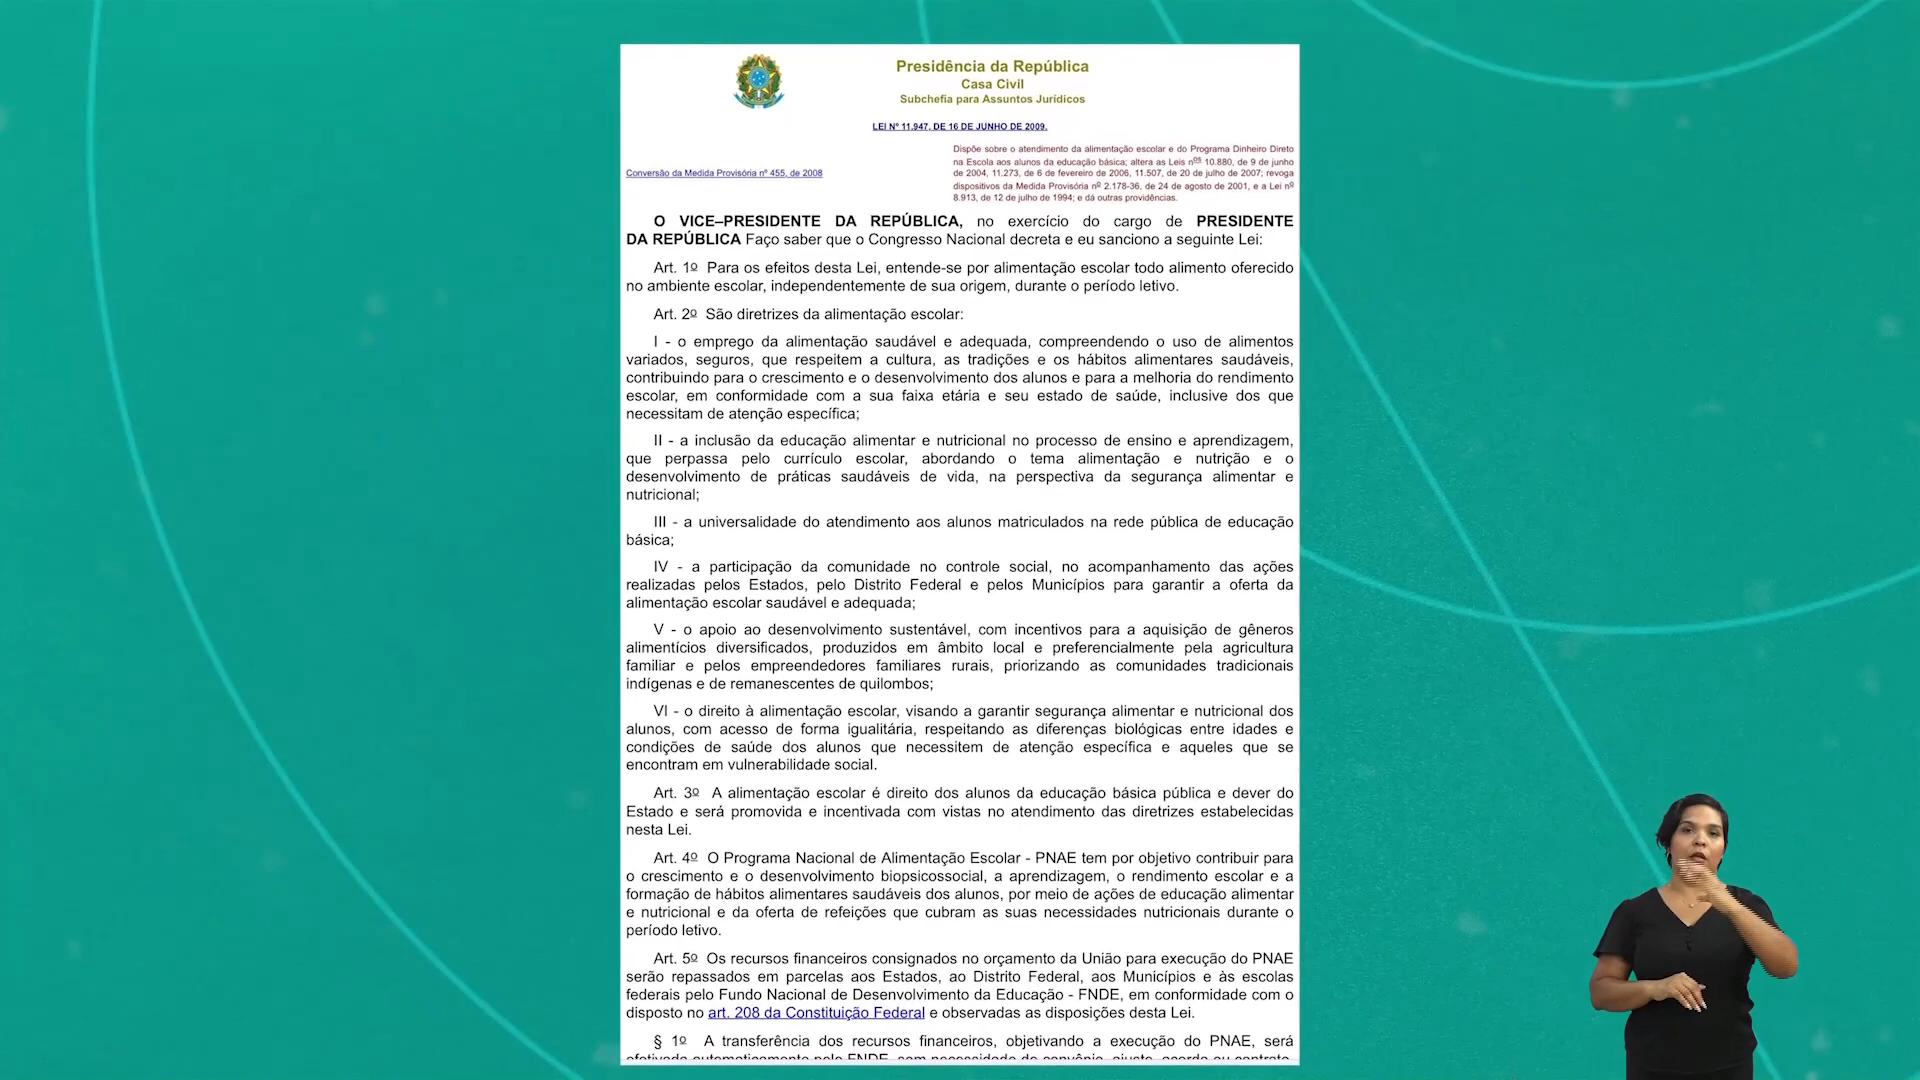 Presidência da República
Casa Civil
Subchefia para Assuntos Jurídicos
LEI Nº 11.947, DE 16 DE JUNHO DE 2009.
Conversão da Medida Provisória nº 455, de 2008
Dispõe sobre o atendimento da alimentação escolar e do Programa Dinheiro Direto
na Escola aos alunos da educação básica; altera as Leis nos 10.880, de 9 de junho
de 2004, 11.273, de 6 de fevereiro de 2006, 11.507, de 20 de julho de 2007; revoga
dispositivos da Medida Provisória nº 2.178-36, de 24 de agosto de 2001, e a Lei nº
8.913, de 12 de julho de 1994; e dá outras providências.
O VICE–PRESIDENTE DA REPÚBLICA, no exercício do cargo de PRESIDENTE
DA REPÚBLICA Faço saber que o Congresso Nacional decreta e eu sanciono a seguinte Lei:
Art. 1º Para os efeitos desta Lei, entende-se por alimentação escolar todo alimento oferecido
no ambiente escolar, independentemente de sua origem, durante o período letivo.
Art. 2º São diretrizes da alimentação escolar:
I - o emprego da alimentação saudável e adequada, compreendendo o uso de alimentos
variados, seguros, que respeitem a cultura, as tradições e os hábitos alimentares saudáveis,
contribuindo para o crescimento e o desenvolvimento dos alunos e para a melhoria do rendimento
escolar, em conformidade com a sua faixa etária e seu estado de saúde, inclusive dos que
necessitam de atenção específica;
II - a inclusão da educação alimentar e nutricional no processo de ensino e aprendizagem,
que perpassa pelo currículo escolar, abordando o tema alimentação e nutrição e o
desenvolvimento de práticas saudáveis de vida, na perspectiva da segurança alimentar e
nutricional;
III - a universalidade do atendimento aos alunos matriculados na rede pública de educação
básica;
IV - a participação da comunidade no controle social, no acompanhamento das ações
realizadas pelos Estados, pelo Distrito Federal e pelos Municípios para garantir a oferta da
alimentação escolar saudável e adequada;
V - o apoio ao desenvolvimento sustentável, com incentivos para a aquisição de gêneros
alimentícios diversificados, produzidos em âmbito local e preferencialmente pela agricultura
familiar e pelos empreendedores familiares rurais, priorizando as comunidades tradicionais
indígenas e de remanescentes de quilombos;
VI - o direito à alimentação escolar, visando a garantir segurança alimentar e nutricional dos
alunos, com acesso de forma igualitária, respeitando as diferenças biológicas entre idades e
condições de saúde dos alunos que necessitem de atenção específica e aqueles que se
encontram em vulnerabilidade social.
Art. 3º A alimentação escolar é direito dos alunos da educação básica pública e dever do
Estado e será promovida e incentivada com vistas no atendimento das diretrizes estabelecidas
nesta Lei.
Art. 4º O Programa Nacional de Alimentação Escolar - PNAE tem por objetivo contribuir para
o crescimento e o desenvolvimento biopsicossocial, a aprendizagem, o rendimento escolar e a
formação de hábitos alimentares saudáveis dos alunos, por meio de ações de educação alimentar
e nutricional e da oferta de refeições que cubram as suas necessidades nutricionais durante o
período letivo.
Art. 5º Os recursos financeiros consignados no orçamento da União para execução do PNAE
serão repassados em parcelas aos Estados, ao Distrito Federal, aos Municípios e às escolas
federais pelo Fundo Nacional de Desenvolvimento da Educação - FNDE, em conformidade com o
disposto no art. 208 da Constituição Federal e observadas as disposições desta Lei.
§ 1º A transferência dos recursos financeiros, objetivando a execução do PNAE, será
efetivada automaticamente pelo FNDE, sem necessidade de convênio, ajuste, acordo ou contrato,